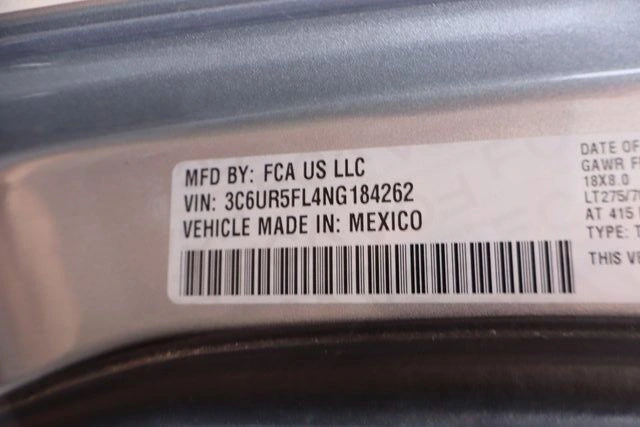 MFD BY: FCA US LLC
VIN: 3C6UR5FL4NG184262
VEHICLE MADE IN: MEXICO
DATE OF
GAWR
18X8.0
LT275/
AT 415
TYPE:
THIS